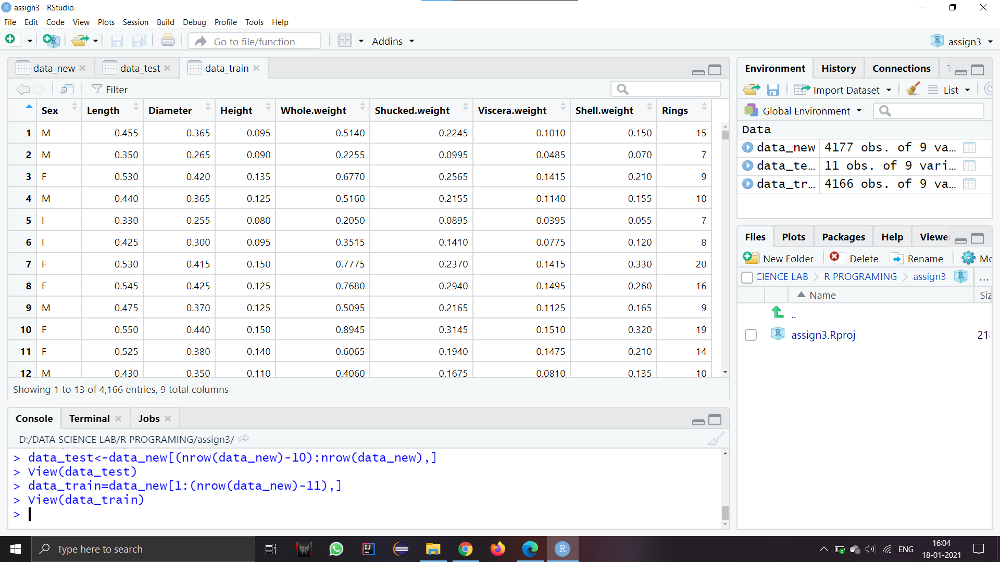 assign3 - RStudio
File Edit Code View Plots Session Build Debug Profile Tools Help
Go to file/function Addins assign3
data_new data_test data_train
Filter
Sex Length Diameter Height Whole.weight Shucked.weight Viscera.weight Shell.weight Rings
1 M 0.455 0.365 0.095 0.5140 0.2245 0.1010 0.150 15
2 M 0.350 0.265 0.090 0.2255 0.0995 0.0485 0.070 7
3 F 0.530 0.420 0.135 0.6770 0.2565 0.1415 0.210 9
4 M 0.440 0.365 0.125 0.5160 0.2155 0.1140 0.155 10
5 I 0.330 0.255 0.080 0.2050 0.0895 0.0395 0.055 7
6 I 0.425 0.300 0.095 0.3515 0.1410 0.0775 0.120 8
7 F 0.530 0.415 0.150 0.7775 0.2370 0.1415 0.330 20
8 F 0.545 0.425 0.125 0.7680 0.2940 0.1495 0.260 16
9 M 0.475 0.370 0.125 0.5095 0.2165 0.1125 0.165 9
10 F 0.550 0.440 0.150 0.8945 0.3145 0.1510 0.320 19
11 F 0.525 0.380 0.140 0.6065 0.1940 0.1475 0.210 14
12 M 0.430 0.350 0.110 0.4060 0.1675 0.0810 0.135 10
Showing 1 to 13 of 4,166 entries, 9 total columns
Console Terminal Jobs
D:/DATA SCIENCE LAB/R PROGRAMING/assign3/
> data_test<-data_new[(nrow(data_new)-10):nrow(data_new),]
> View(data_test)
> data_train=data_new[1:(nrow(data_new)-11),]
> View(data_train)
>
Environment History Connections
Import Dataset List
Global Environment
Data
data_new 4177 obs. of 9 va…
data_te… 11 obs. of 9 vari…
data_tr… 4166 obs. of 9 va…
Files Plots Packages Help Viewe
New Folder Delete Rename Mo
CIENCE LAB R PROGRAMING assign3 ...
Name Siz
..
assign3.Rproj 21
Type here to search
ENG
16:04
18-01-2021